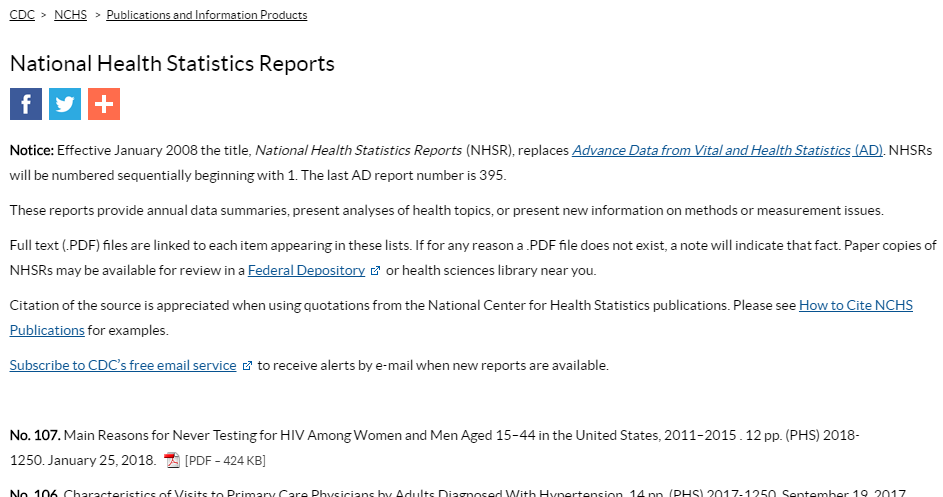 CDC > NCHS > Publications and Information Products
National Health Statistics Reports
Notice: Effective January 2008 the title, National Health Statistics Reports (NHSR), replaces Advance Data from Vital and Health Statistics (AD). NHSRs
will be numbered sequentially beginning with 1. The last AD report number is 395.
These reports provide annual data summaries, present analyses of health topics, or present new information on methods or measurement issues.
Full text (.PDF) files are linked to each item appearing in these lists. If for any reason a .PDF file does not exist, a note will indicate that fact. Paper copies of
NHSRs may be available for review in a Federal Depository or health sciences library near you.
Citation of the source is appreciated when using quotations from the National Center for Health Statistics publications. Please see How to Cite NCHS
Publications for examples.
Subscribe to CDC's free email service to receive alerts by e-mail when new reports are available.
No. 107. Main Reasons for Never Testing for HIV Among Women and Men Aged 15–44 in the United States, 2011–2015 . 12 pp. (PHS) 2018-
1250. January 25, 2018. [PDF – 424 KB]
No. 106. Characteristics of Visits to Primary Care Physicians by Adults Diagnosed With Hypertension. 14 pp. (PHS) 2017-1250. September 19, 2017.